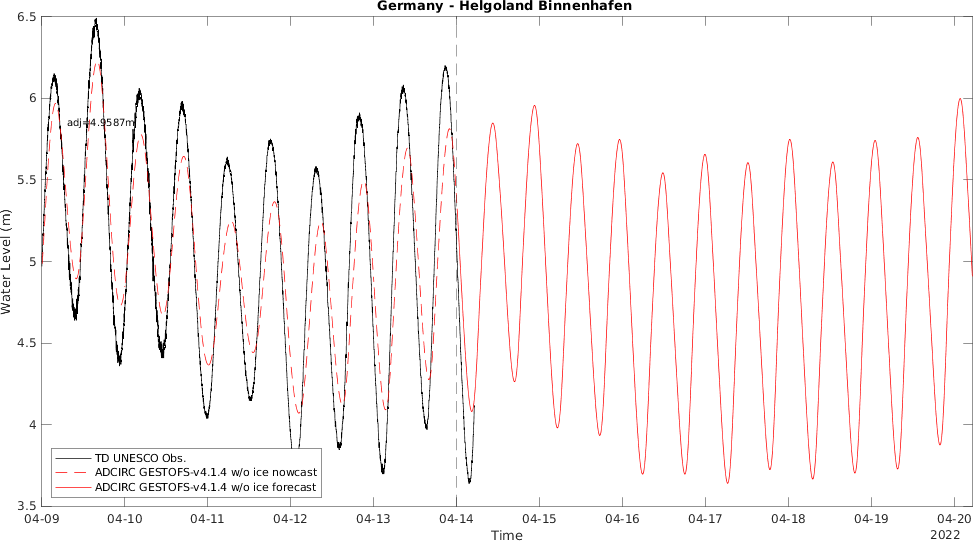 Germany - Helgoland Binnenhafen
6.5
6
5.5
5
4.5
4
3.5
Water Level (m)
adj=4.9587m
TD UNESCO Obs.
ADCIRC GESTOFS-v4.1.4 w/o ice nowcast
ADCIRC GESTOFS-v4.1.4 w/o ice forecast
04-09 04-10 04-11 04-12 04-13 04-14 04-15 04-16 04-17 04-18 04-19 04-20
Time
2022